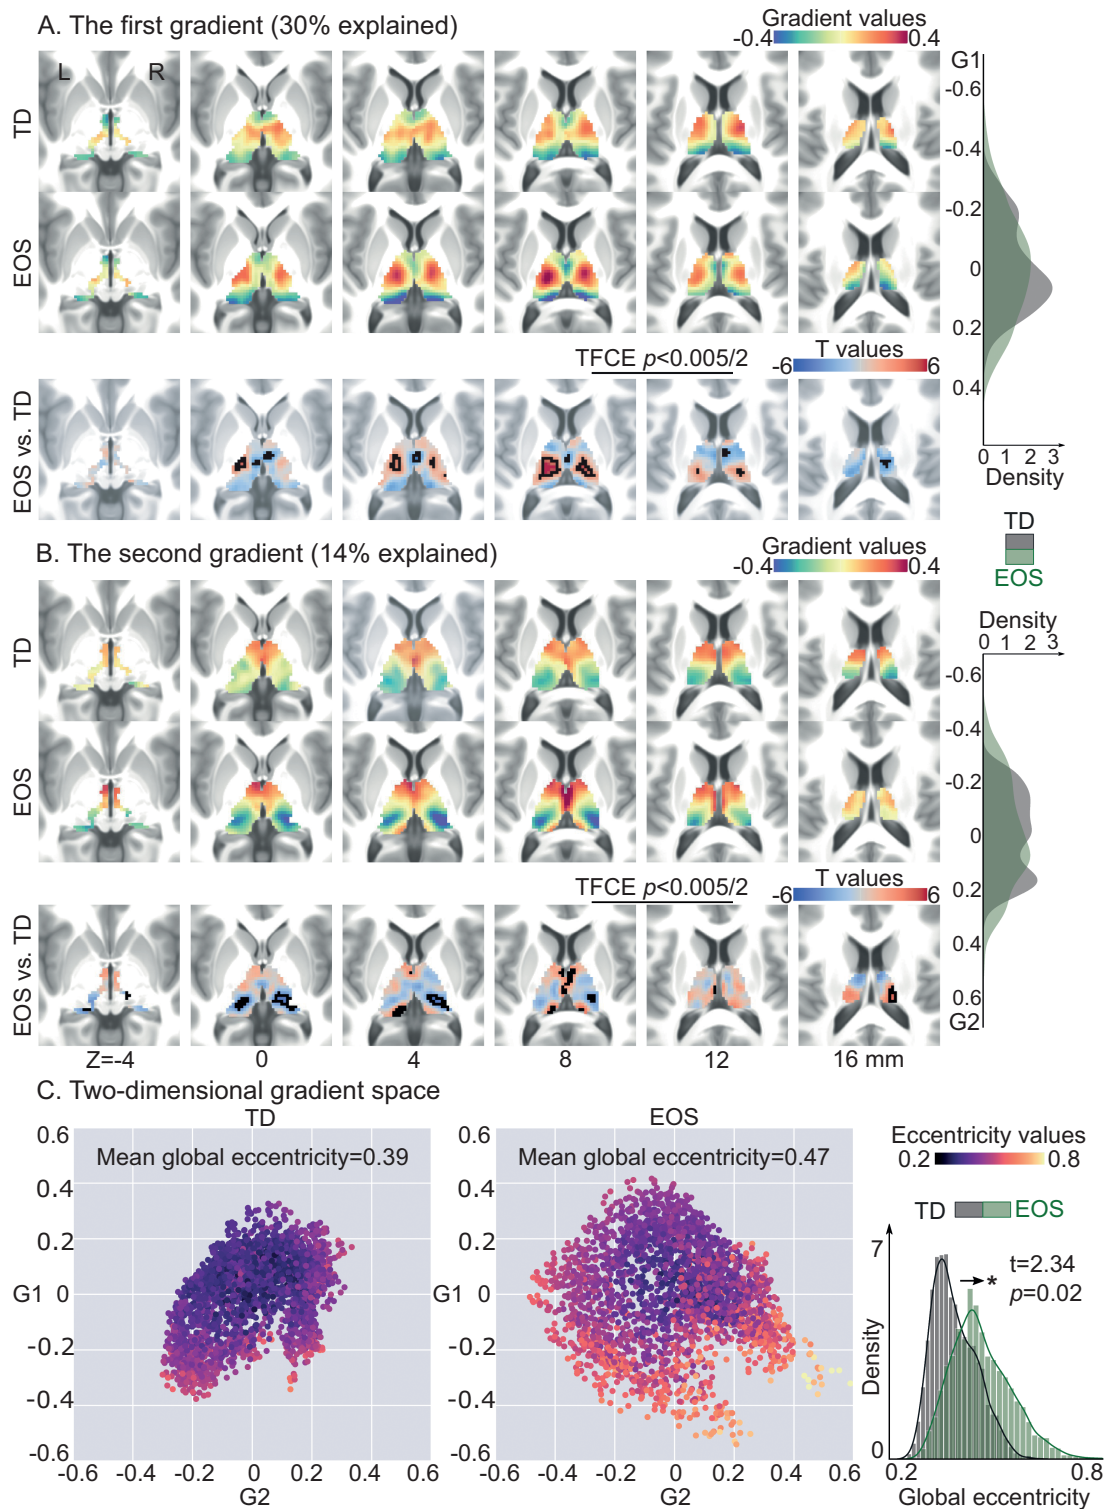 A. The first gradient (30% explained)
Gradient values
-0.4 0.4
G1
L R
TD
EOS
-0.6
-0.4
-0.2
0
0.2
0.4
0 1 2 3
Density
TFCE p<0.005/2
T values
-6 6
EOS vs. TD
TD
EOS
B. The second gradient (14% explained)
Gradient values
-0.4 0.4
TD
EOS
Density
0 1 2 3
-0.6
-0.4
-0.2
0
0.2
0.4
0.6
G2
TFCE p<0.005/2
T values
-6 6
EOS vs. TD
Z=-4 0 4 8 12 16 mm
C. Two-dimensional gradient space
TD
Mean global eccentricity=0.39
0.6
0.4
0.2
G1 0
-0.2
-0.4
-0.6
-0.6 -0.4 -0.2 0 0.2 0.4 0.6
G2
EOS
Mean global eccentricity=0.47
0.6
0.4
0.2
G1 0
-0.2
-0.4
-0.6
-0.6 -0.4 -0.2 0 0.2 0.4 0.6
G2
Eccentricity values
0.2 0.8
TD EOS
7
t=2.34
*
p=0.02
Density
0
0.2 0.8
Global eccentricity